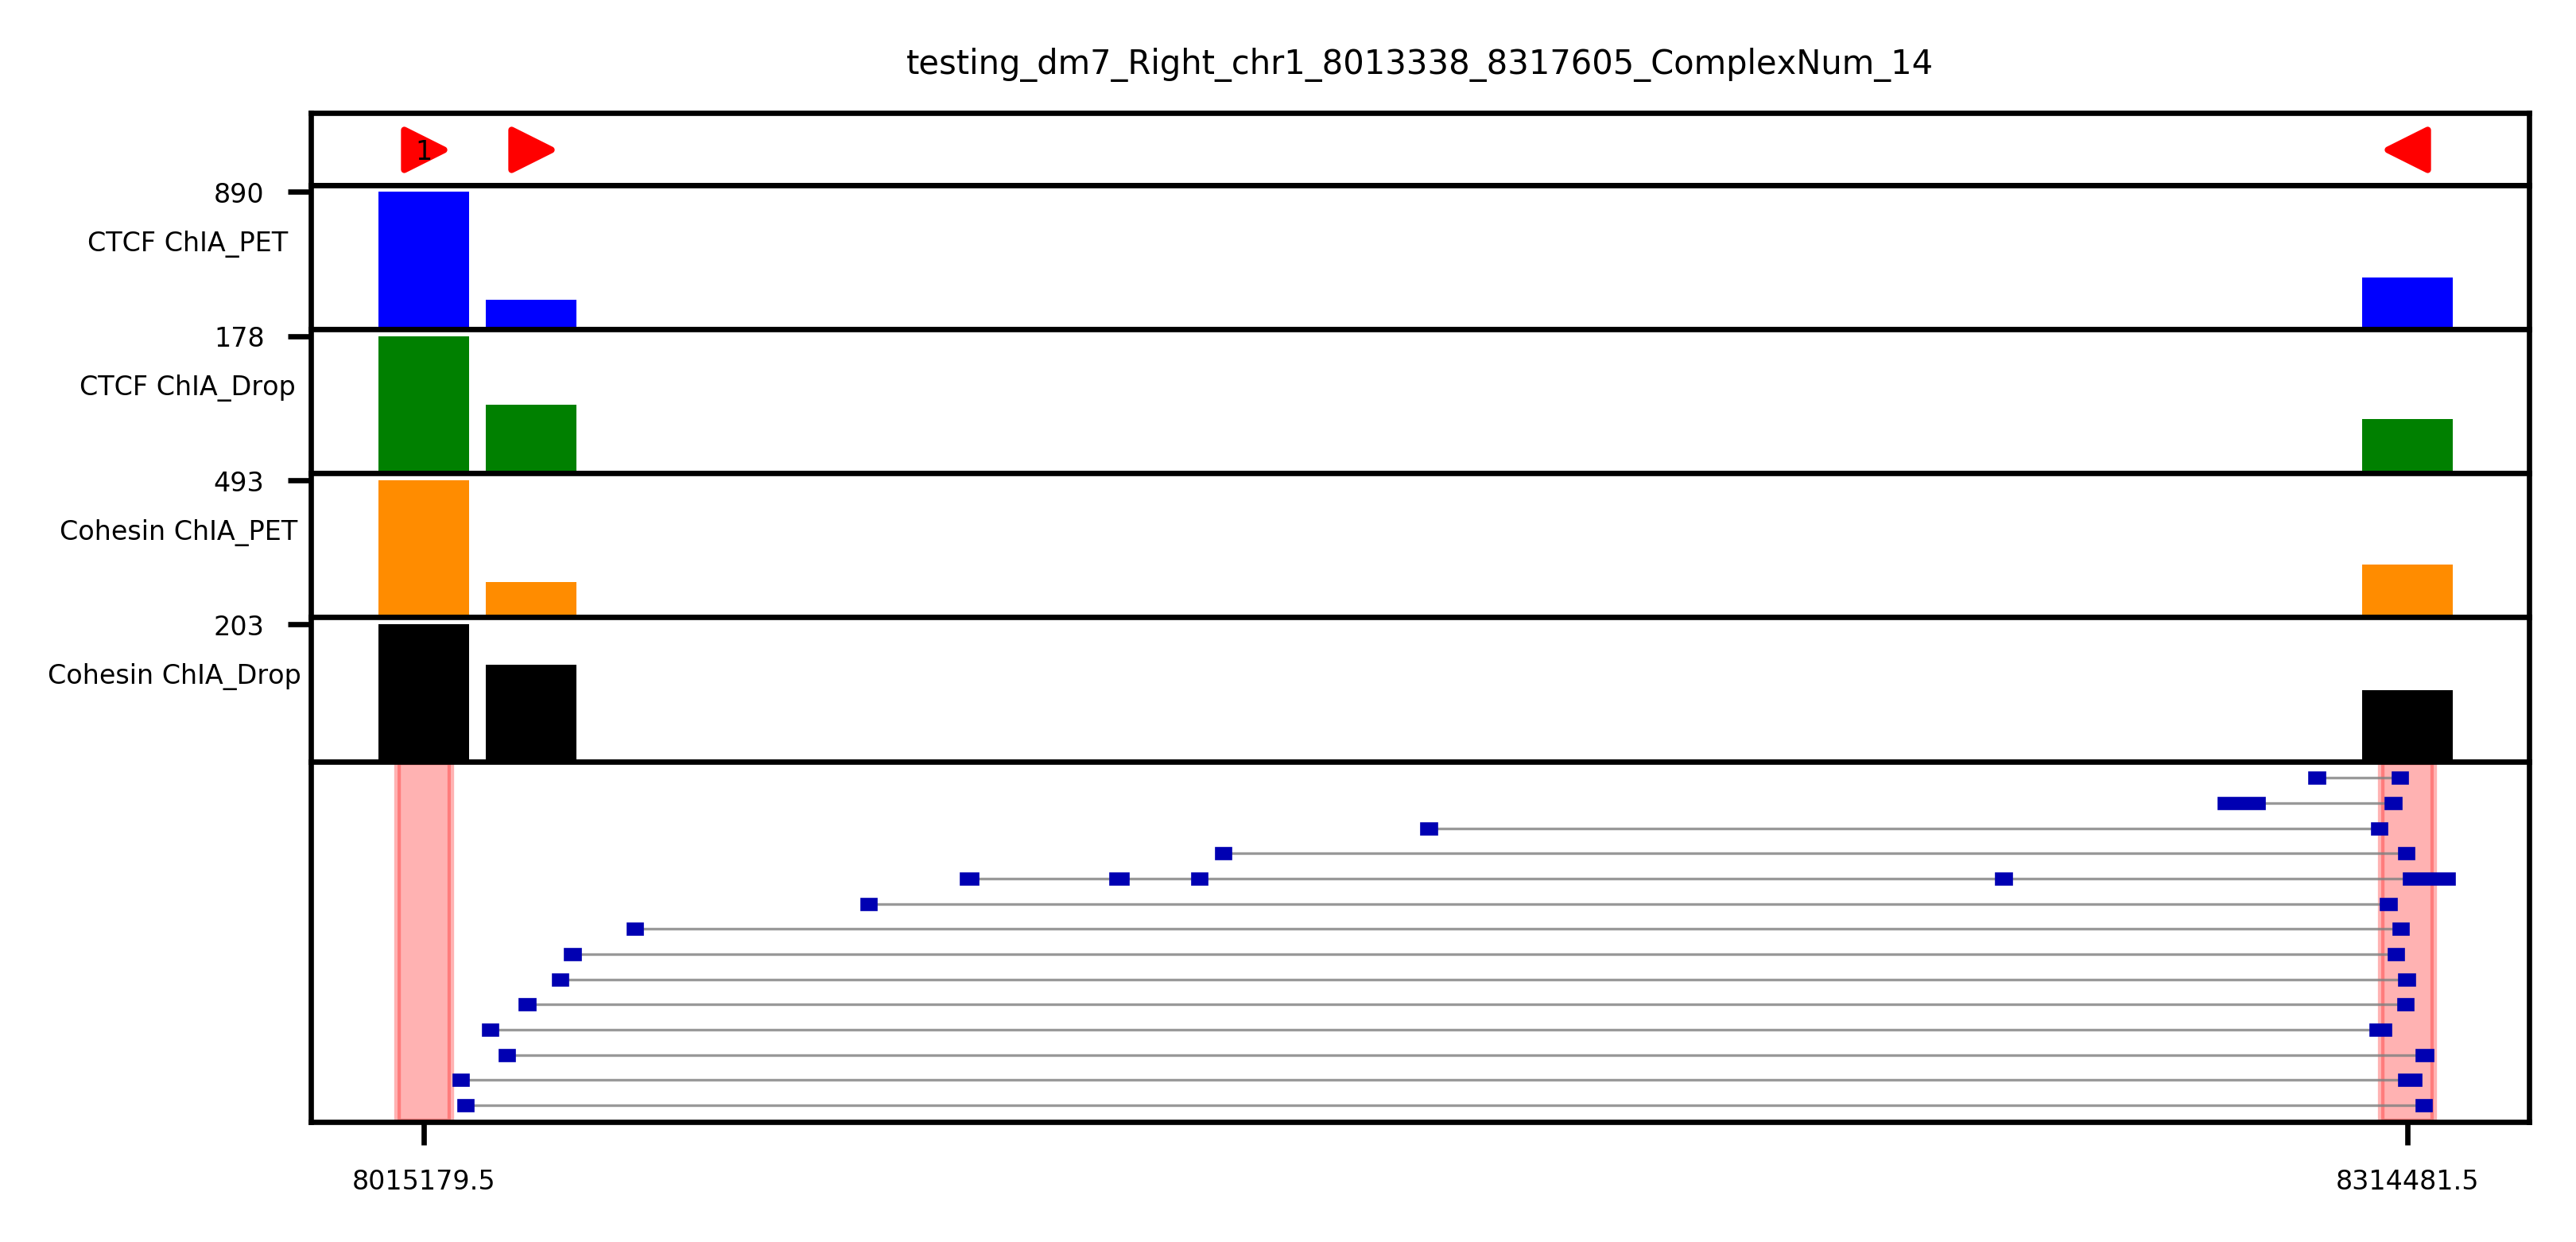 testing_dm7_Right_chr1_8013338_8317605_ComplexNum_14
1
890
CTCF ChIA_PET
178
CTCF ChIA_Drop
493
Cohesin ChIA_PET
203
Cohesin ChIA_Drop
8015179.5
8314481.5